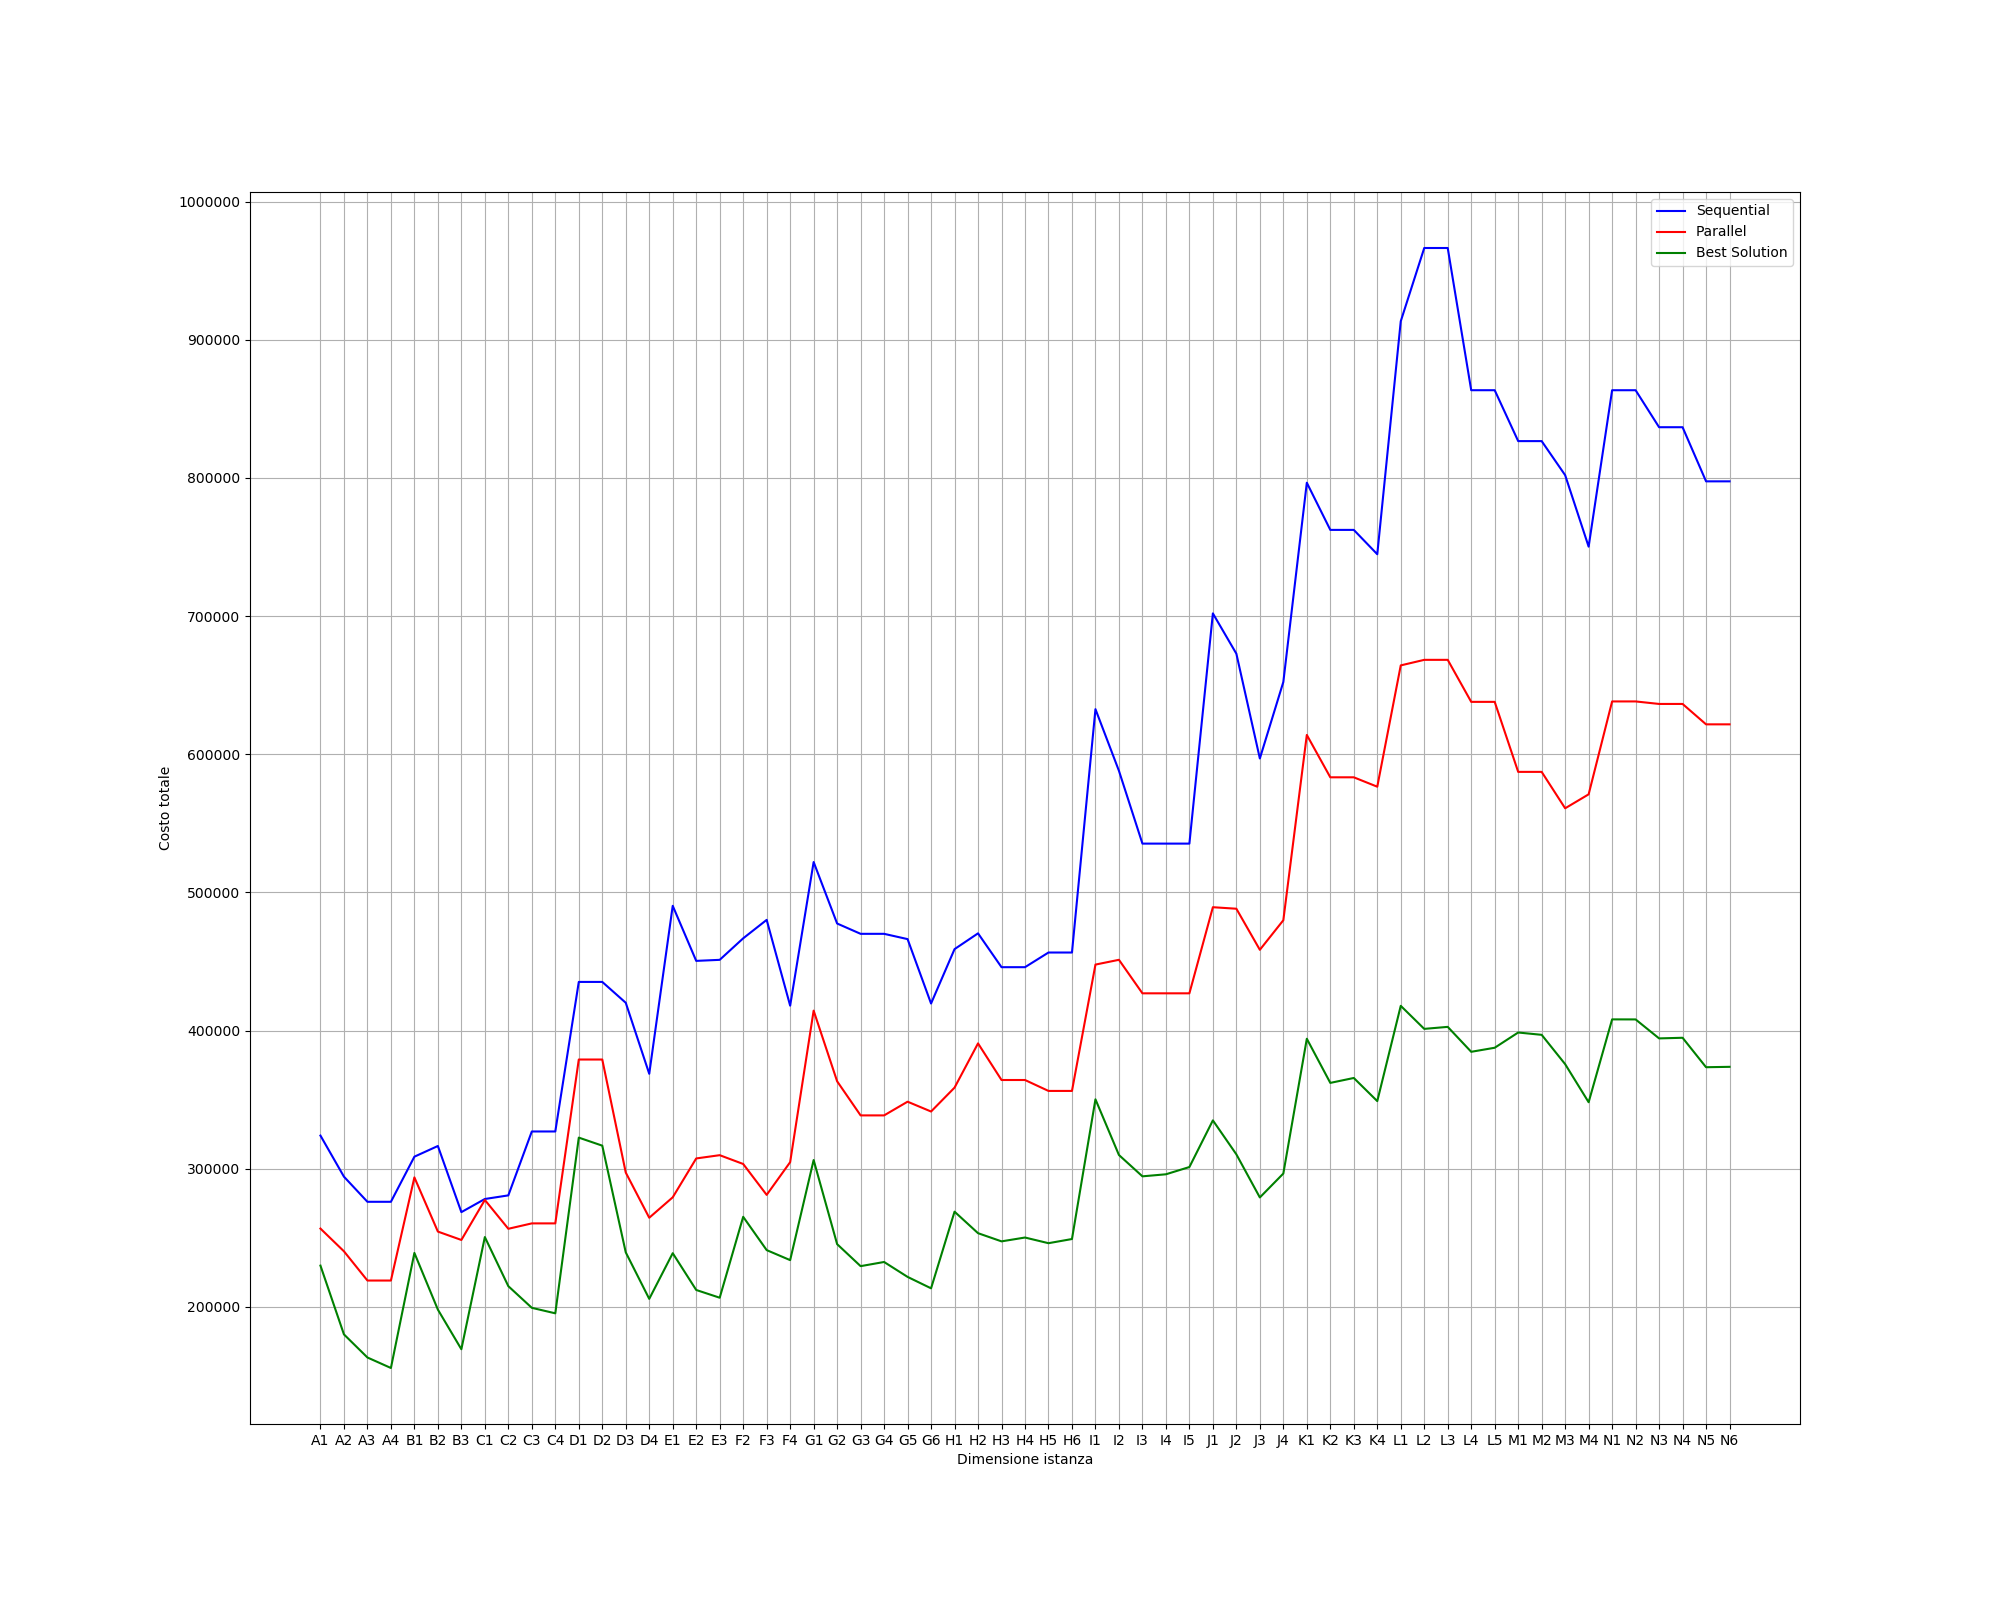 1000000
900000
800000
700000
600000
500000
400000
300000
200000
Costo totale
Sequential
Parallel
Best Solution
A1 A2 A3 A4 B1 B2 B3 C1 C2 C3 C4 D1 D2 D3 D4 E1 E2 E3 F2 F3 F4 G1 G2 G3 G4 G5 G6 H1 H2 H3 H4 H5 H6 I1 I2 I3 I4 I5 J1 J2 J3 J4 K1 K2 K3 K4 L1 L2 L3 L4 L5 M1 M2 M3 M4 N1 N2 N3 N4 N5 N6
Dimensione istanza